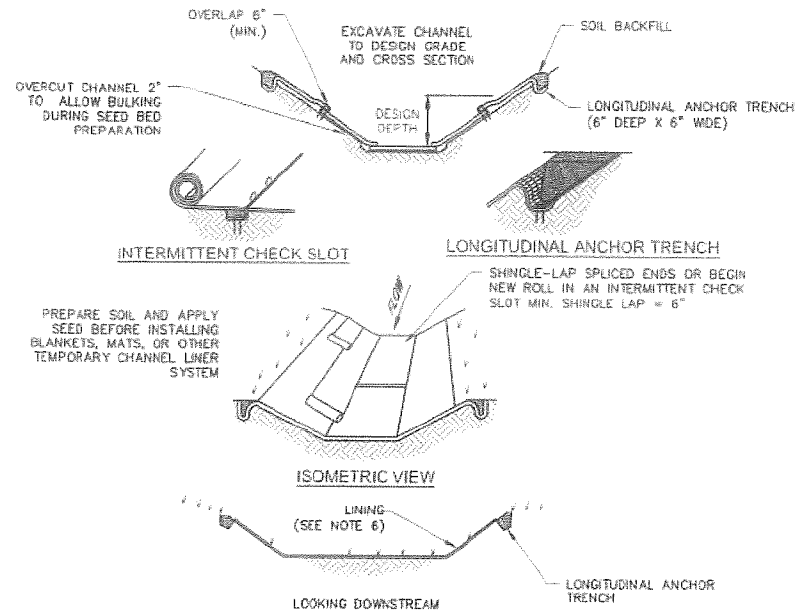 OVERLAP 6"
(MIN.)
EXCAVATE CHANNEL
TO DESIGN GRADE
AND CROSS SECTION
SOIL BACKFILL
OVERCUT CHANNEL 2"
TO ALLOW BULKING
DURING SEED BED
PREPARATION
DESIGN
DEPTH
LONGITUDINAL ANCHOR TRENCH
(6" DEEP X 6" WIDE)
INTERMITTENT CHECK SLOT
LONGITUDINAL ANCHOR TRENCH
SHINGLE-LAP SPLICED ENDS OR BEGIN
NEW ROLL IN AN INTERMITTENT CHECK
SLOT MIN. SHINGLE LAP = 6"
PREPARE SOIL AND APPLY
SEED BEFORE INSTALLING
BLANKETS, MATS, OR OTHER
TEMPORARY CHANNEL LINER
SYSTEM
ISOMETRIC VIEW
LINING
(SEE NOTE 6)
LONGITUDINAL ANCHOR
TRENCH
LOOKING DOWNSTREAM